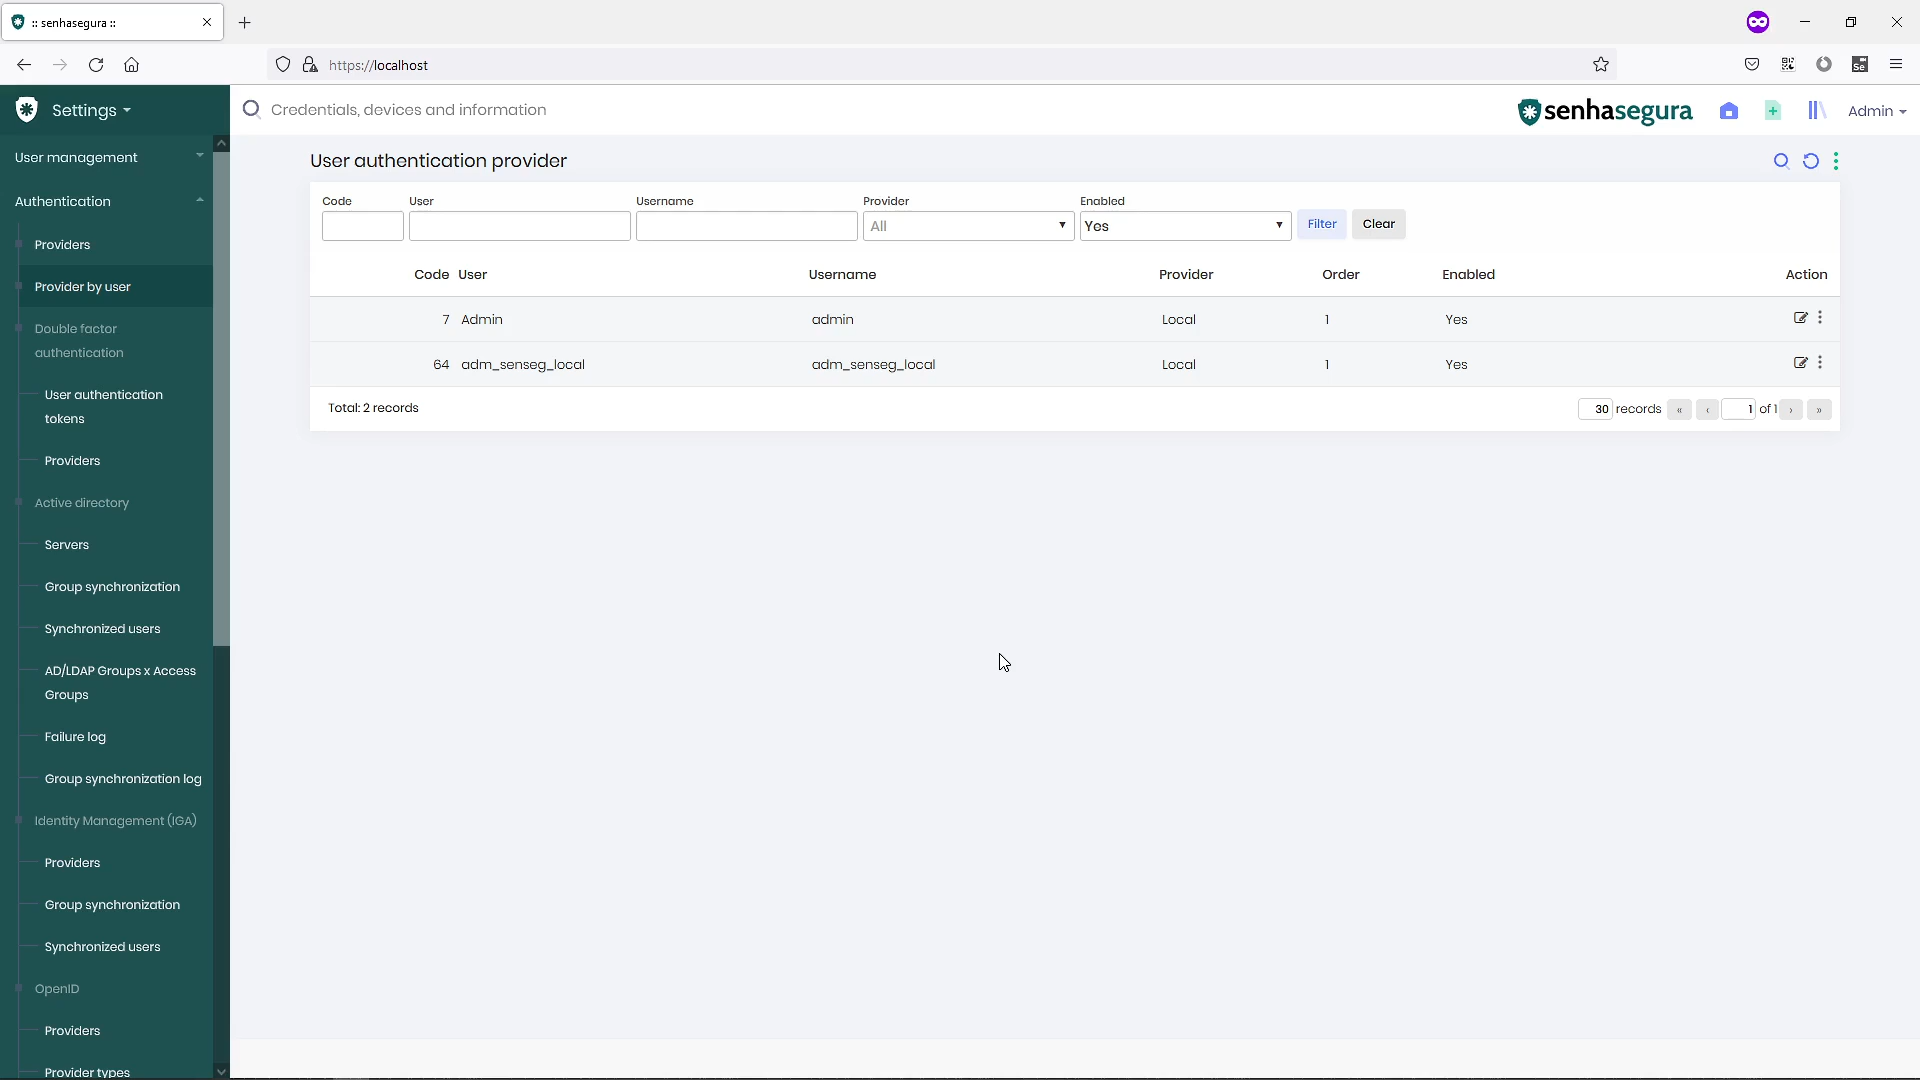 :: senhasegura ::
https://localhost
Settings
Credentials, devices and information
senhasegura
Admin
User management
Authentication
Providers
Provider by user
Double factor
authentication
User authentication
tokens
Providers
Active directory
Servers
Group synchronization
Synchronized users
AD/LDAP Groups x Access
Groups
Failure log
Group synchronization log
Identity Management (IGA)
Providers
Group synchronization
Synchronized users
OpenID
Providers
Provider types
User authentication provider
Code User Username Provider Enabled
All Yes Filter Clear
Code User Username Provider Order Enabled Action
7 Admin admin Local 1 Yes
64 adm_senseg_local adm_senseg_local Local 1 Yes
Total: 2 records
30 records « ‹ 1 of 1 › »
Se